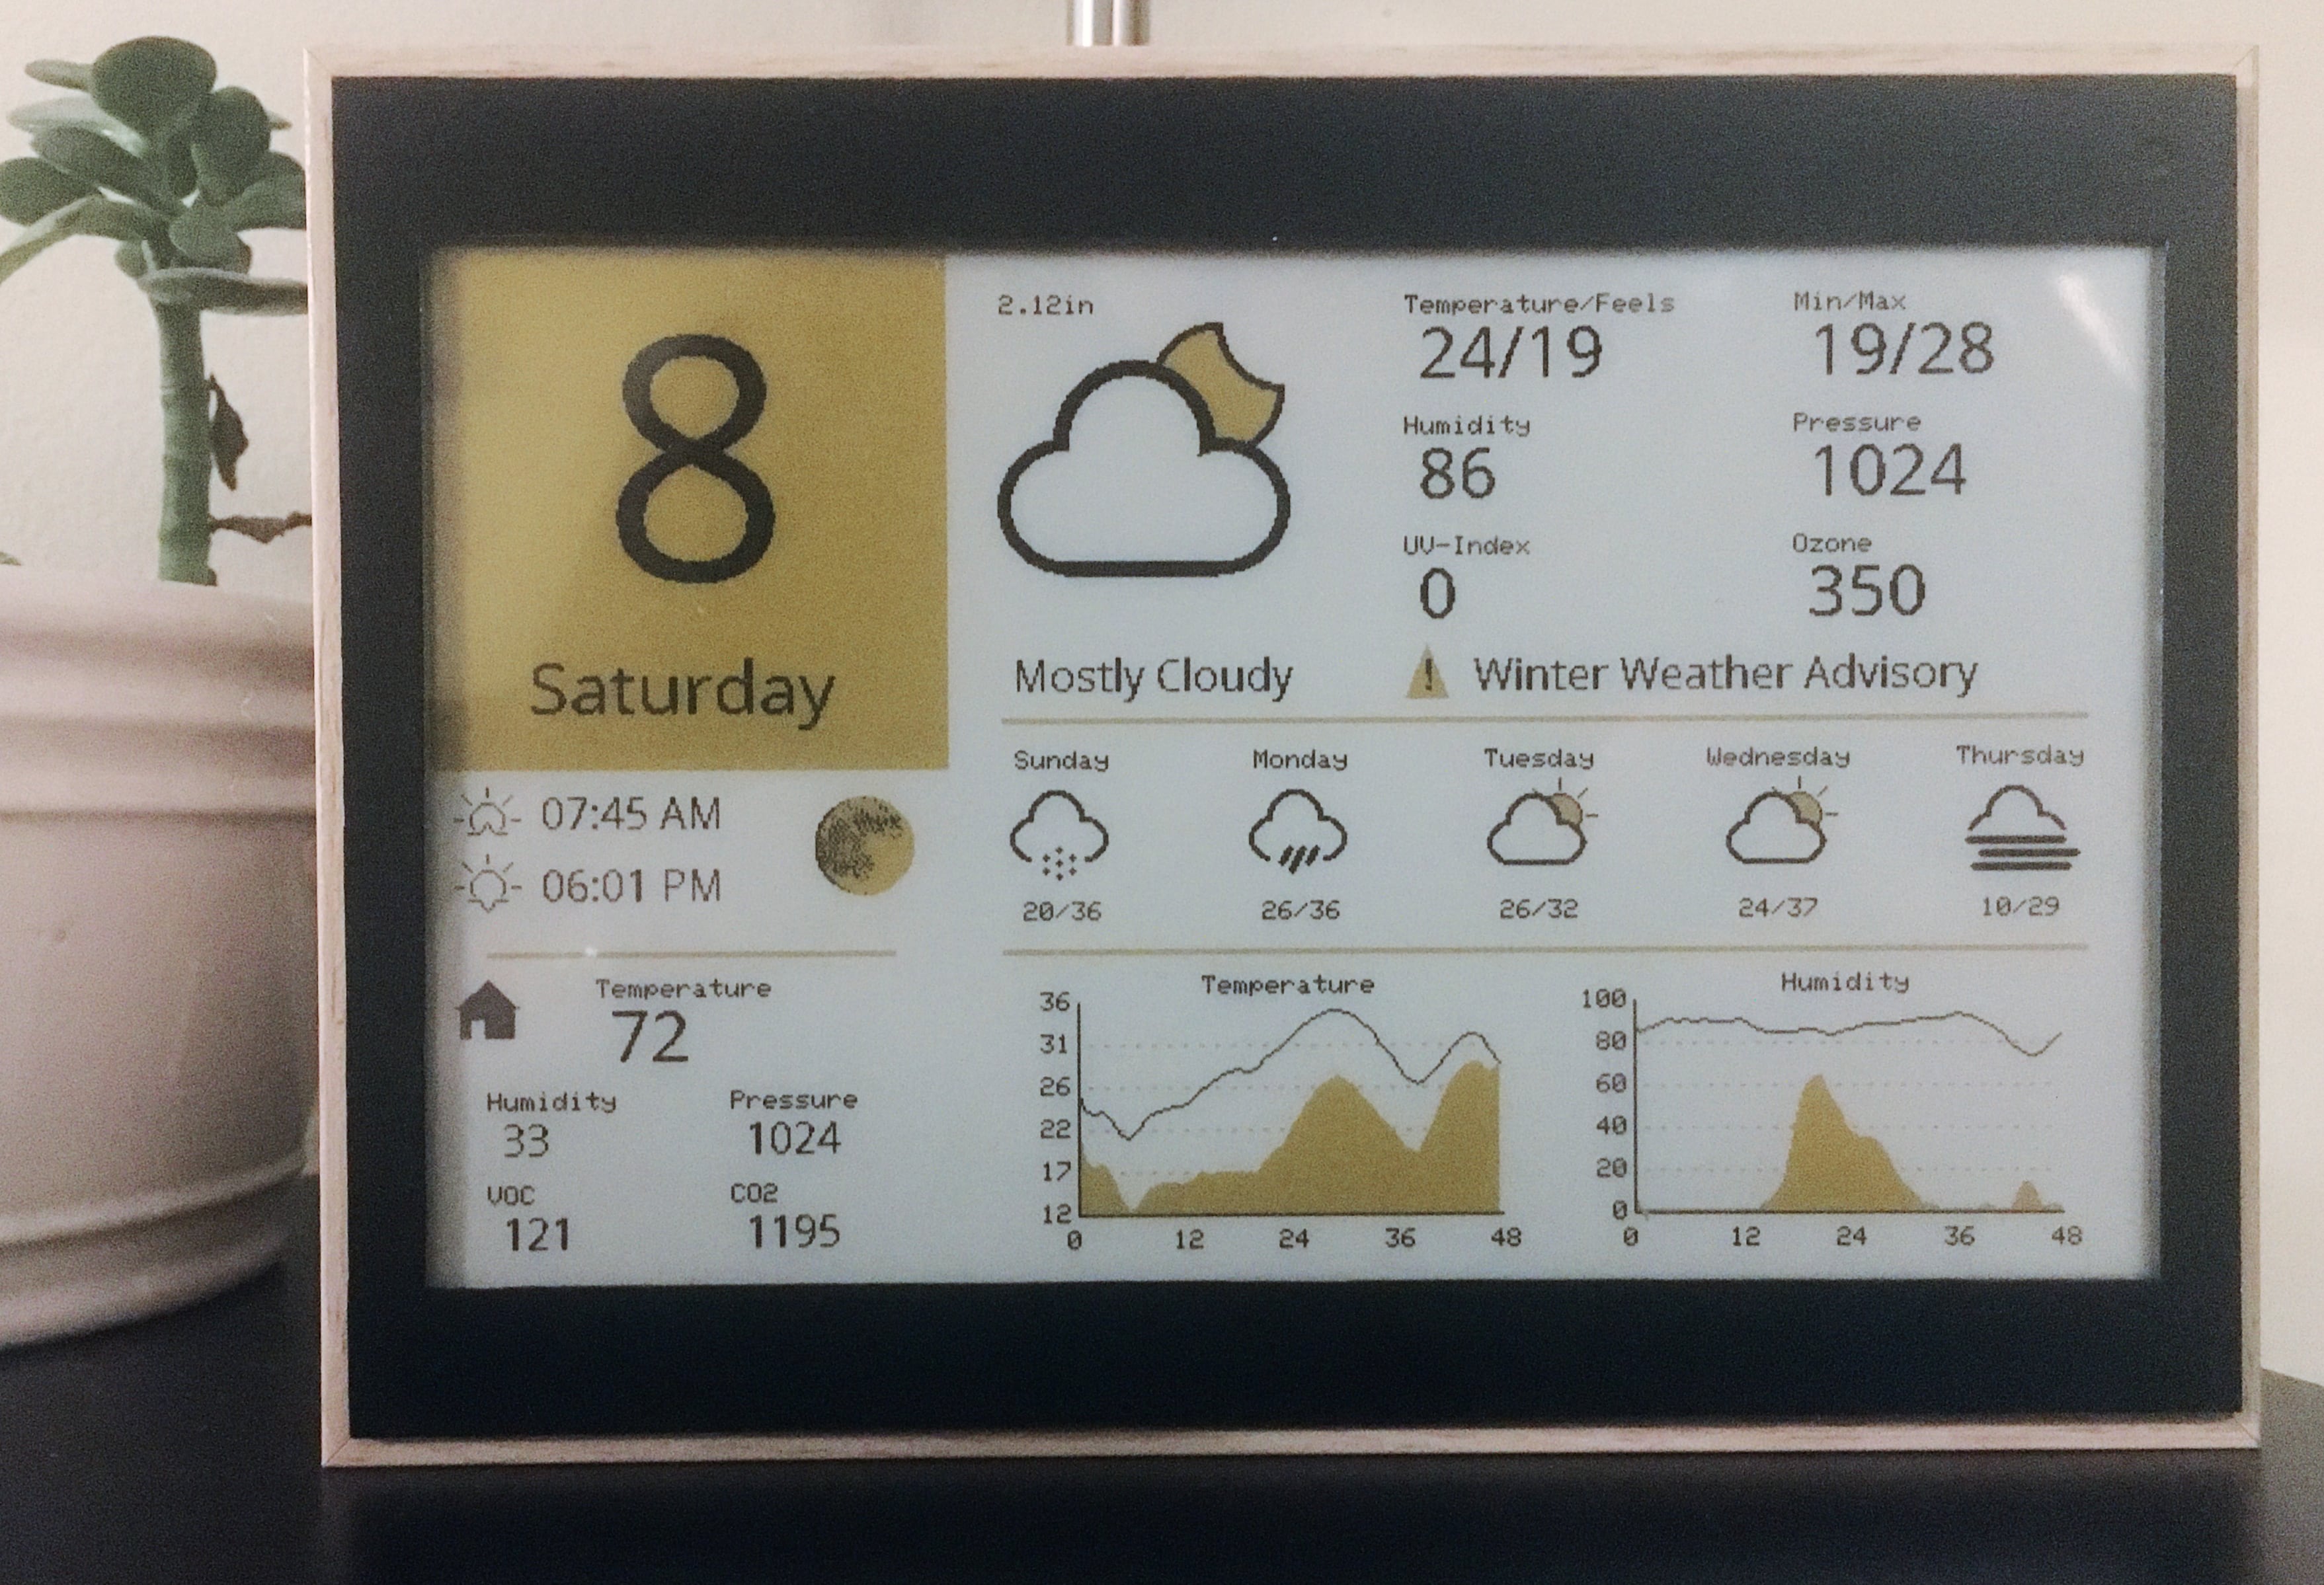 8
Saturday
07:45 AM
06:01 PM
Temperature
72
Humidity Pressure
33 1024
VOC CO2
121 1195
2.12in
Mostly Cloudy
Temperature/Feels Min/Max
24/19 19/28
Humidity Pressure
86 1024
UV-Index Ozone
0 350
! Winter Weather Advisory
Sunday Monday Tuesday Wednesday Thursday
20/36 26/36 26/32 24/37 10/29
Temperature
36
31
26
22
17
12
0 12 24 36 48
Humidity
100
80
60
40
20
0
0 12 24 36 48